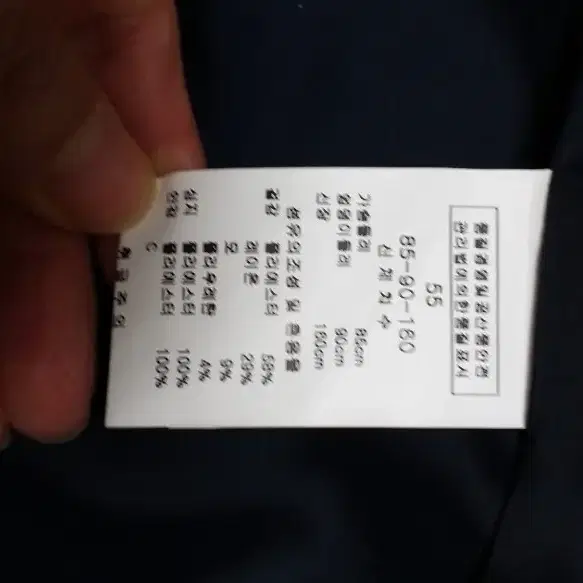 품질경영및공산품안전
관리법에의한품질표시
55
85-90-160
신체치수
가슴둘레 85cm
엉덩이둘레 90cm
신장 160cm
섬유의조성 및 혼용율
겉감 폴리에스터 58%
레이온 29%
모 9%
폴리우레탄 4%
심지 폴리에스터 100%
안감 폴리에스터 100%
C